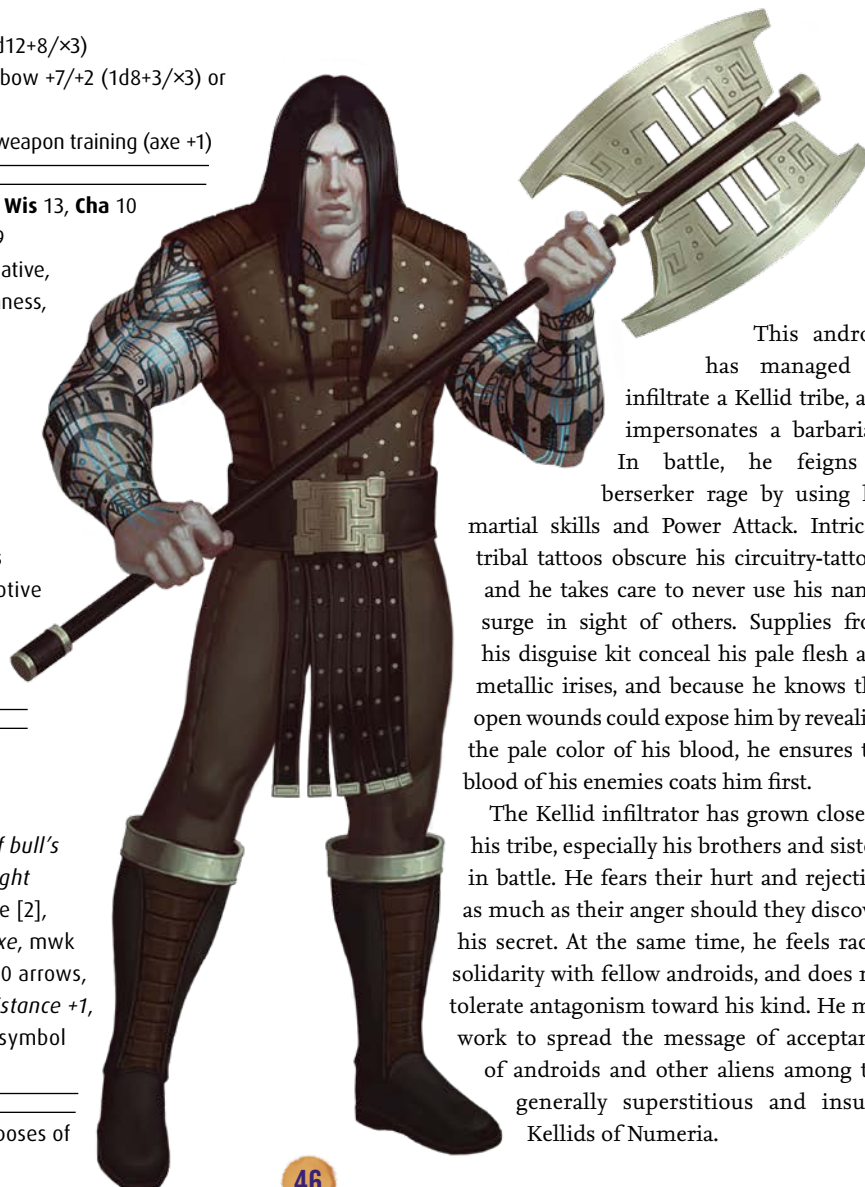 d12+8/×3)
bow +7/+2 (1d8+3/×3) or
weapon training (axe +1)
Wis 13, Cha 10
9
ative,
ness,
s
otive
f bull's
ght
e [2],
xe, mwk
0 arrows,
istance +1,
symbol
poses of
This andro
has managed
infiltrate a Kellid tribe, a
impersonates a barbaria
In battle, he feigns
berserker rage by using h
martial skills and Power Attack. Intric
tribal tattoos obscure his circuitry-tatto
and he takes care to never use his nan
surge in sight of others. Supplies fro
his disguise kit conceal his pale flesh a
metallic irises, and because he knows th
open wounds could expose him by reveali
the pale color of his blood, he ensures t
blood of his enemies coats him first.
The Kellid infiltrator has grown close
his tribe, especially his brothers and siste
in battle. He fears their hurt and rejecti
as much as their anger should they discov
his secret. At the same time, he feels rac
solidarity with fellow androids, and does n
tolerate antagonism toward his kind. He m
work to spread the message of acceptan
of androids and other aliens among t
generally superstitious and insu
Kellids of Numeria.
46